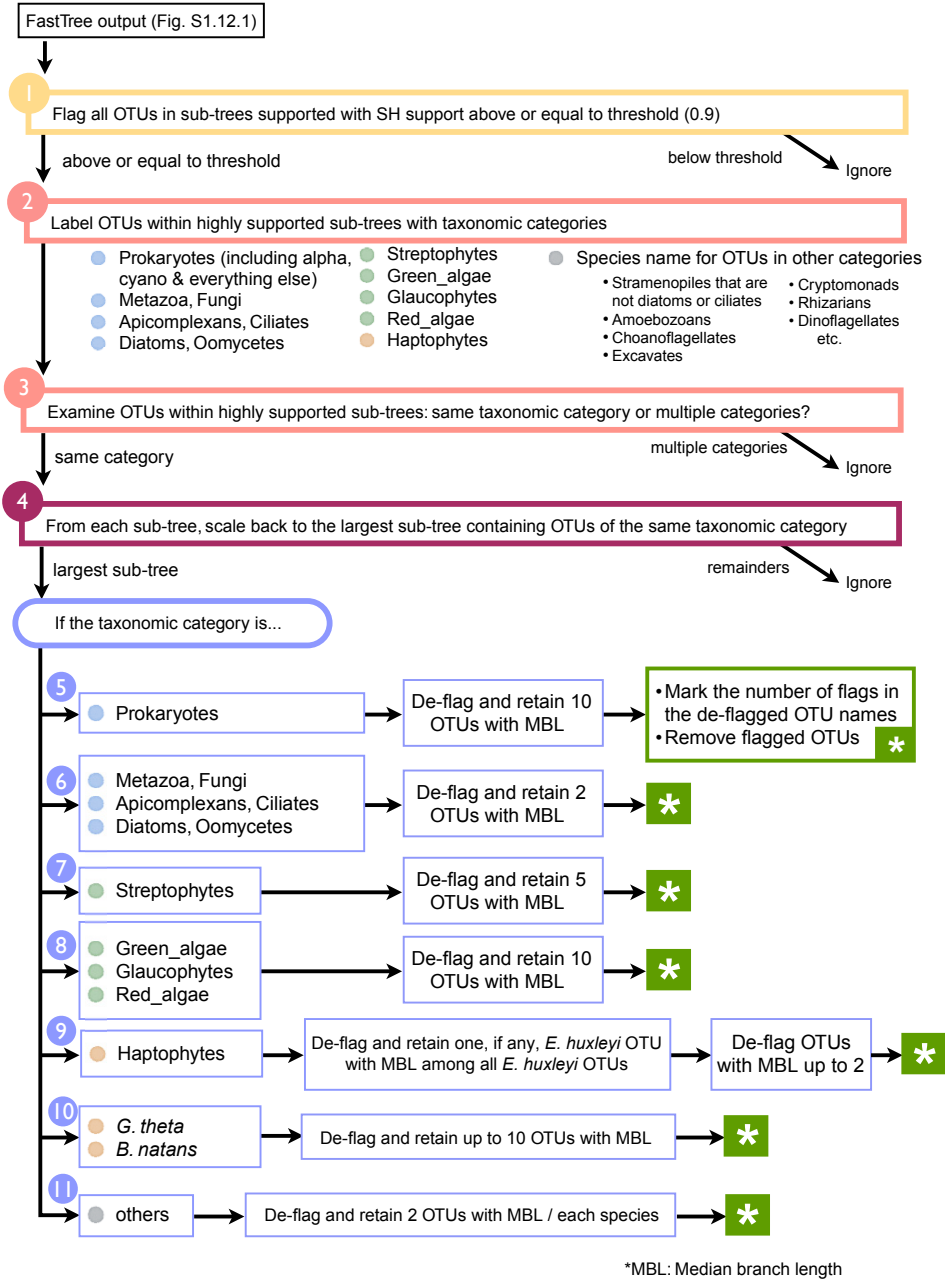 FastTree output (Fig. S1.12.1)
1
Flag all OTUs in sub-trees supported with SH support above or equal to threshold (0.9)
above or equal to threshold
below threshold
Ignore
2
Label OTUs within highly supported sub-trees with taxonomic categories
Prokaryotes (including alpha,
cyano & everything else)
Metazoa, Fungi
Apicomplexans, Ciliates
Diatoms, Oomycetes
Streptophytes
Green_algae
Glaucophytes
Red_algae
Haptophytes
Species name for OTUs in other categories
• Stramenopiles that are
not diatoms or ciliates
• Amoebozoans
• Choanoflagellates
• Excavates
• Cryptomonads
• Rhizarians
• Dinoflagellates
etc.
3
Examine OTUs within highly supported sub-trees: same taxonomic category or multiple categories?
same category
multiple categories
Ignore
4
From each sub-tree, scale back to the largest sub-tree containing OTUs of the same taxonomic category
largest sub-tree
remainders
Ignore
If the taxonomic category is...
5
Prokaryotes
De-flag and retain 10
OTUs with MBL
• Mark the number of flags in
the de-flagged OTU names
• Remove flagged OTUs
*
6
Metazoa, Fungi
Apicomplexans, Ciliates
Diatoms, Oomycetes
De-flag and retain 2
OTUs with MBL
*
7
Streptophytes
De-flag and retain 5
OTUs with MBL
*
8
Green_algae
Glaucophytes
Red_algae
De-flag and retain 10
OTUs with MBL
*
9
Haptophytes
De-flag and retain one, if any, E. huxleyi OTU
with MBL among all E. huxleyi OTUs
De-flag OTUs
with MBL up to 2
*
10
G. theta
B. natans
De-flag and retain up to 10 OTUs with MBL
*
11
others
De-flag and retain 2 OTUs with MBL / each species
*
*MBL: Median branch length